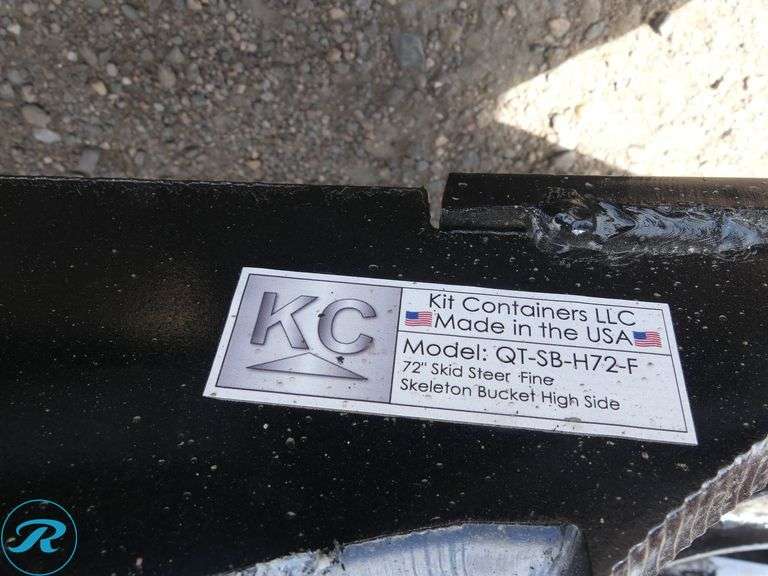 KC
Kit Containers LLC
Made in the USA
Model: QT-SB-H72-F
72" Skid Steer Fine
Skeleton Bucket High Side
R